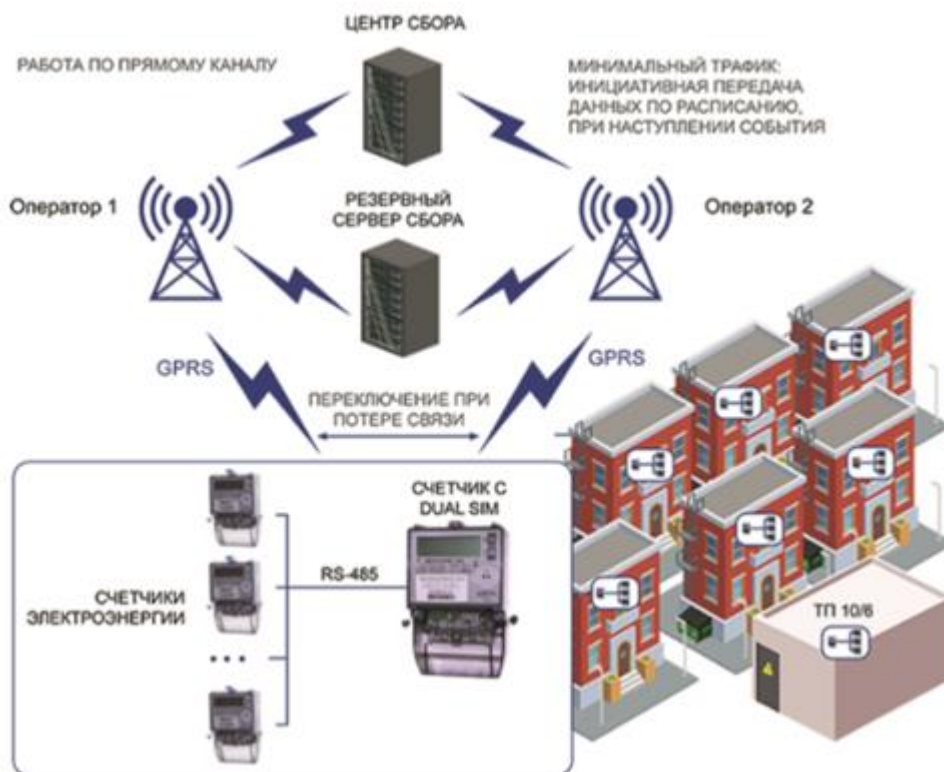 ЦЕНТР СБОРА
РАБОТА ПО ПРЯМОМУ КАНАЛУ
МИНИМАЛЬНЫЙ ТРАФИК:
ИНИЦИАТИВНАЯ ПЕРЕДАЧА
ДАННЫХ ПО РАСПИСАНИЮ,
ПРИ НАСТУПЛЕНИИ СОБЫТИЯ
Оператор 1
РЕЗЕРВНЫЙ
СЕРВЕР СБОРА
Оператор 2
GPRS
GPRS
ПЕРЕКЛЮЧЕНИЕ ПРИ
ПОТЕРЕ СВЯЗИ
СЧЕТЧИК С
DUAL SIM
RS-485
СЧЕТЧИКИ
ЭЛЕКТРОЭНЕРГИИ
...
ТП 10/6